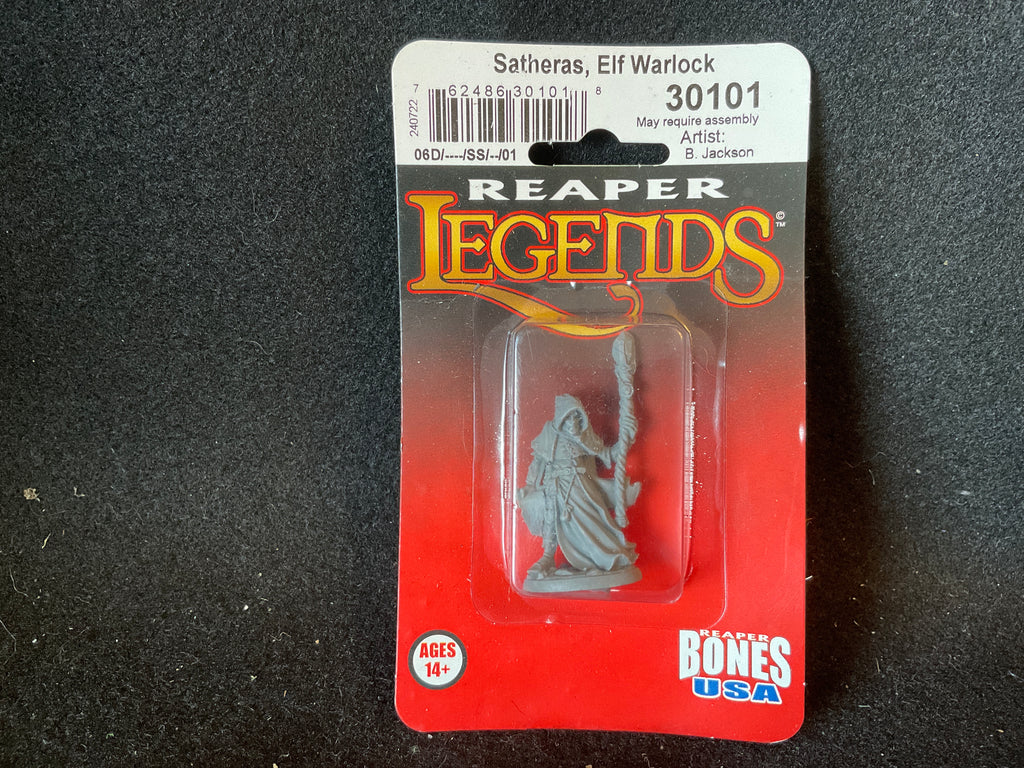 Satheras, Elf Warlock
7 62486 30101 8
30101
May require assembly
Artist:
B. Jackson
240722
06D/----/SS/--/01
REAPER
LEGENDS
©
™
AGES
14+
REAPER
BONES
USA